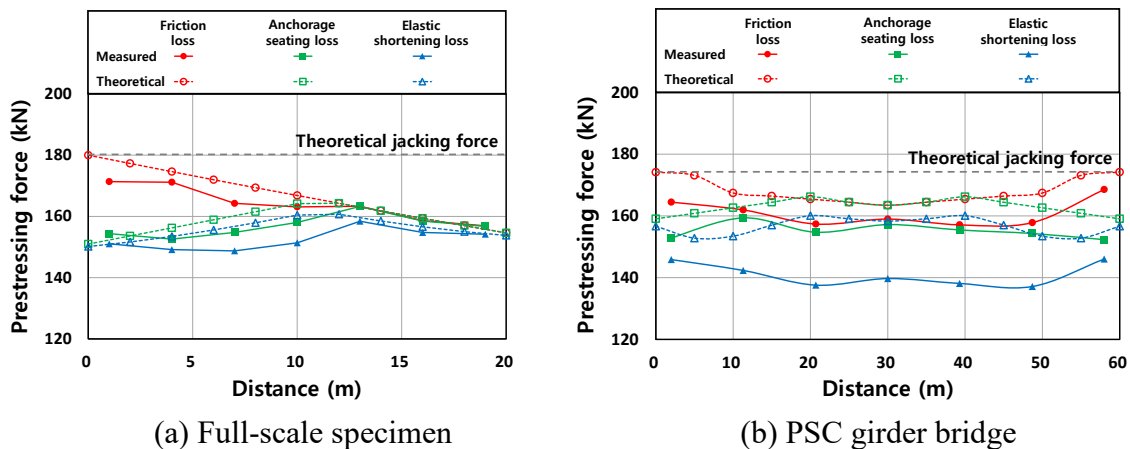 Friction loss
Anchorage seating loss
Elastic shortening loss
Measured
Theoretical
Prestressing force (kN)
200
180
160
140
120
Theoretical jacking force
0 5 10 15 20
Distance (m)
(a) Full-scale specimen
Friction loss
Anchorage seating loss
Elastic shortening loss
Measured
Theoretical
Prestressing force (kN)
200
180
160
140
120
Theoretical jacking force
0 10 20 30 40 50 60
Distance (m)
(b) PSC girder bridge